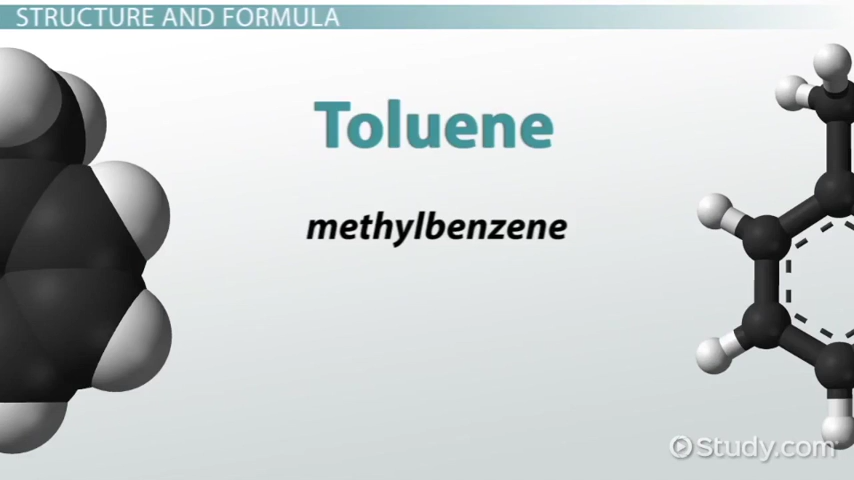 STRUCTURE AND FORMULA
Toluene
methylbenzene
Study.com